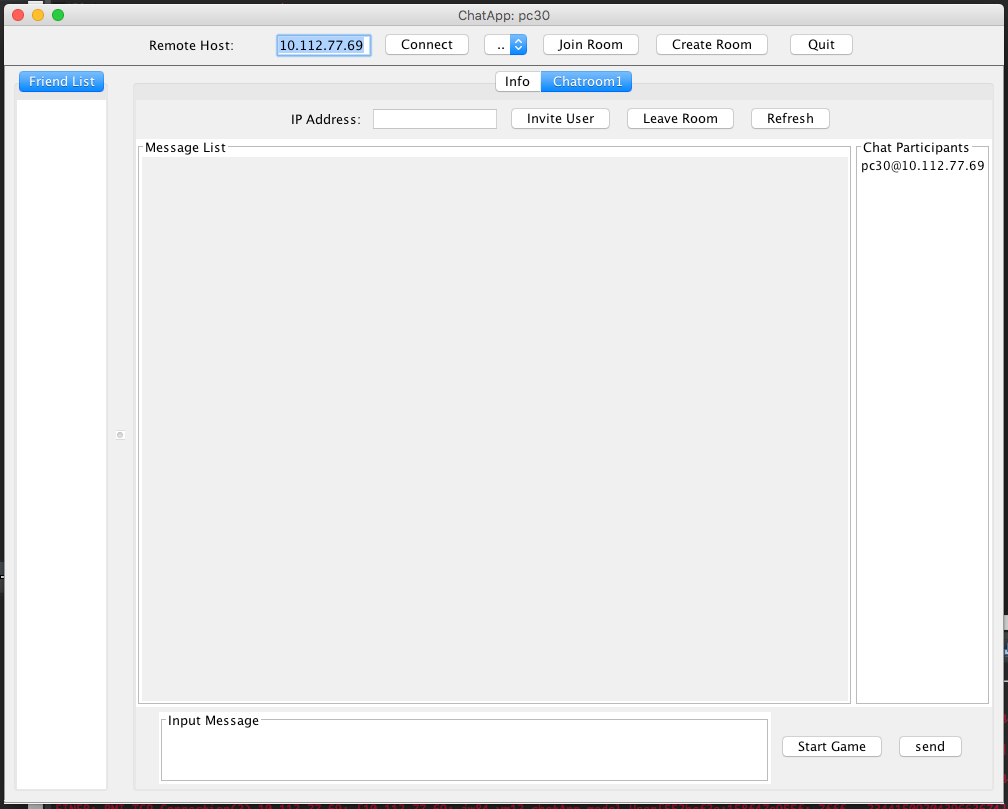 ChatApp: pc30
Remote Host: 10.112.77.69 Connect .. Join Room Create Room Quit
Friend List Info Chatroom1
IP Address: Invite User Leave Room Refresh
Message List Chat Participants
pc30@10.112.77.69
Input Message
Start Game send